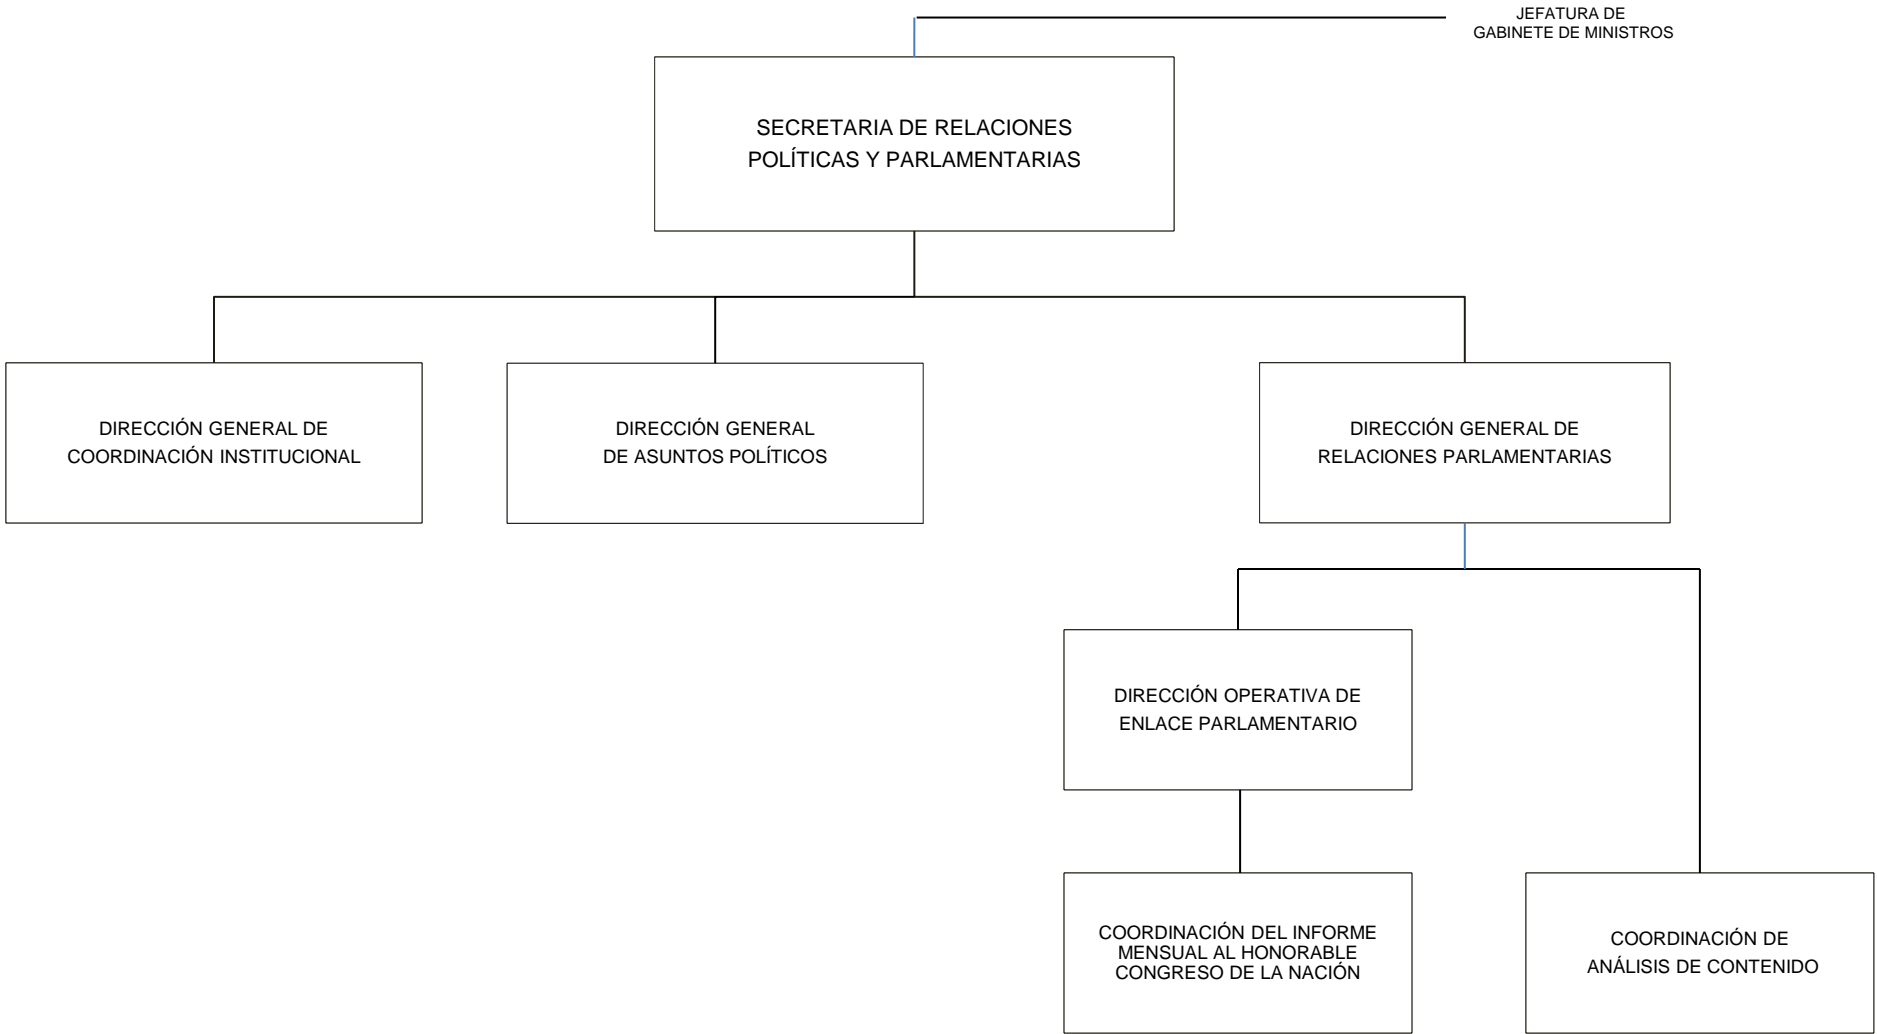 JEFATURA DE
GABINETE DE MINISTROS
SECRETARIA DE RELACIONES
POLÍTICAS Y PARLAMENTARIAS
DIRECCIÓN GENERAL DE
COORDINACIÓN INSTITUCIONAL
DIRECCIÓN GENERAL
DE ASUNTOS POLÍTICOS
DIRECCIÓN GENERAL DE
RELACIONES PARLAMENTARIAS
DIRECCIÓN OPERATIVA DE
ENLACE PARLAMENTARIO
COORDINACIÓN DEL INFORME
MENSUAL AL HONORABLE
CONGRESO DE LA NACIÓN
COORDINACIÓN DE
ANÁLISIS DE CONTENIDO